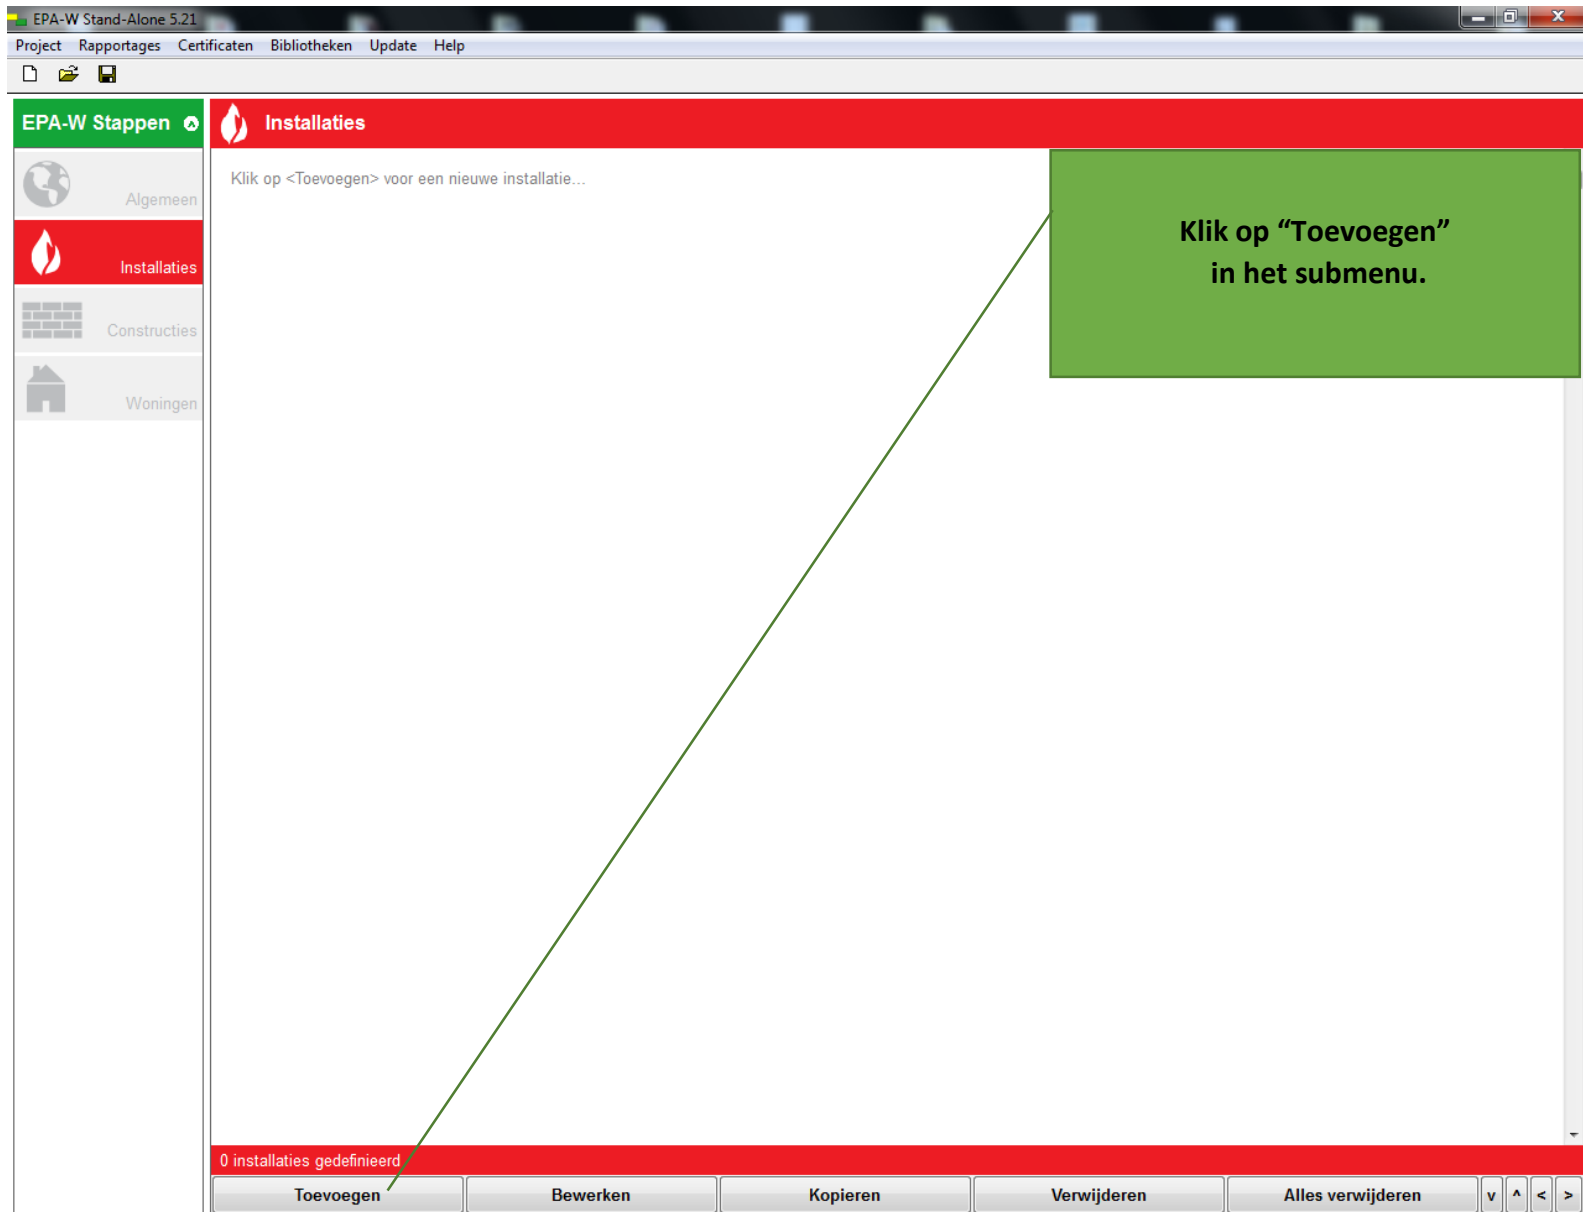 EPA-W Stand-Alone 5.21
Project Rapportages Certificaten Bibliotheken Update Help
EPA-W Stappen
Installaties
Klik op <Toevoegen> voor een nieuwe installatie...
Algemeen
Installaties
Constructies
Woningen
Klik op “Toevoegen”
in het submenu.
0 installaties gedefinieerd
Toevoegen Bewerken Kopieren Verwijderen Alles verwijderen v ^ < >